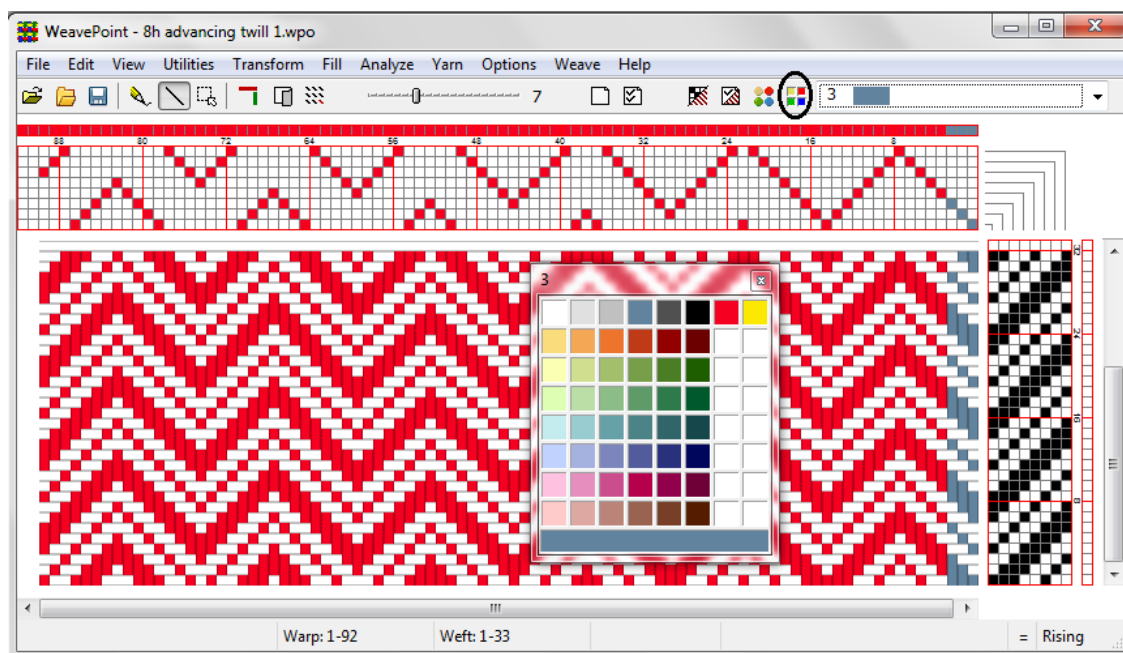 WeavePoint - 8h advancing twill 1.wpo
File Edit View Utilities Transform Fill Analyze Yarn Options Weave Help
7 3
88 80 72 64 56 48 40 32 24 16 8
3 x
32
24
16
8
Warp: 1-92 Weft: 1-33 = Rising